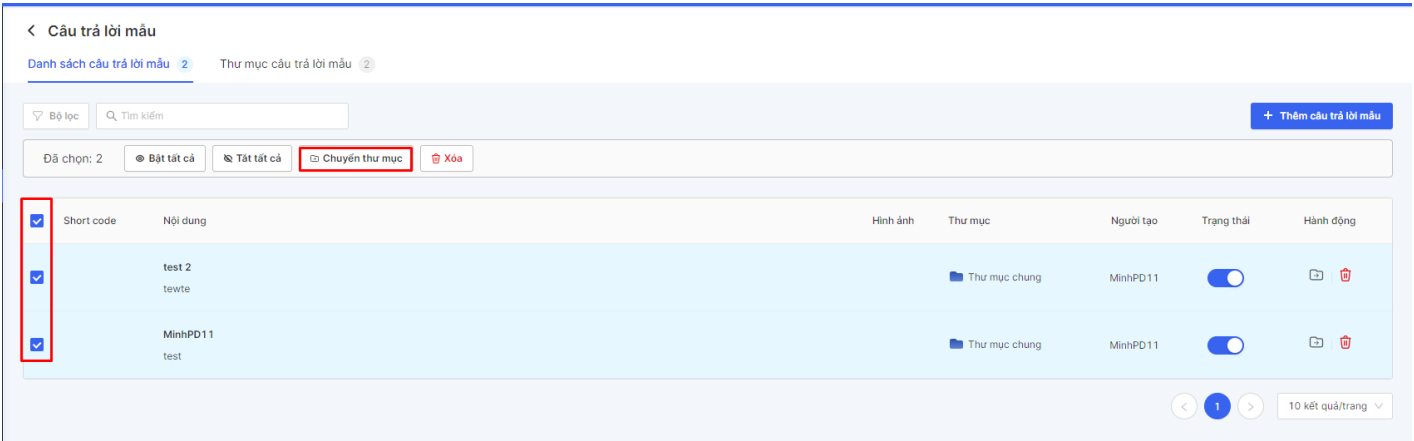 Câu trả lời mẫu
Danh sách câu trả lời mẫu 2 Thư mục câu trả lời mẫu 2
Bộ lọc Tìm kiếm + Thêm câu trả lời mẫu
Đã chọn: 2 Bật tất cả Tắt tất cả Chuyển thư mục Xóa
Short code Nội dung Hình ảnh Thư mục Người tạo Trạng thái Hành động
test 2
tewte Thư mục chung MinhPD11
MinhPD11
test Thư mục chung MinhPD11
< 1 > 10 kết quả/trang